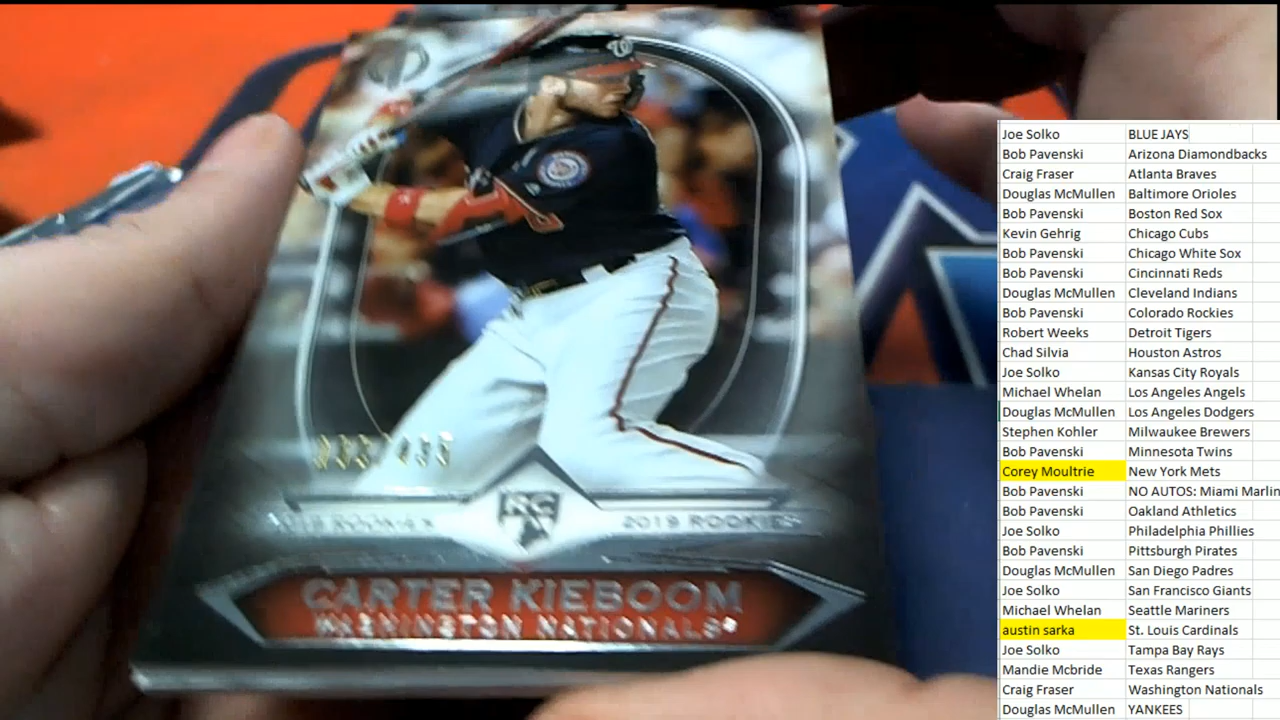 2019 ROOKIE
2019 ROOKIE
RC
CARTER KIEBOOM
WASHINGTON NATIONALS®
Joe Solko BLUE JAYS
Bob Pavenski Arizona Diamondbacks
Craig Fraser Atlanta Braves
Douglas McMullen Baltimore Orioles
Bob Pavenski Boston Red Sox
Kevin Gehrig Chicago Cubs
Bob Pavenski Chicago White Sox
Bob Pavenski Cincinnati Reds
Douglas McMullen Cleveland Indians
Bob Pavenski Colorado Rockies
Robert Weeks Detroit Tigers
Chad Silvia Houston Astros
Joe Solko Kansas City Royals
Michael Whelan Los Angeles Angels
Douglas McMullen Los Angeles Dodgers
Stephen Kohler Milwaukee Brewers
Bob Pavenski Minnesota Twins
Corey Moultrie New York Mets
Bob Pavenski NO AUTOS: Miami Marlin
Bob Pavenski Oakland Athletics
Joe Solko Philadelphia Phillies
Bob Pavenski Pittsburgh Pirates
Douglas McMullen San Diego Padres
Joe Solko San Francisco Giants
Michael Whelan Seattle Mariners
austin sarka St. Louis Cardinals
Joe Solko Tampa Bay Rays
Mandie Mcbride Texas Rangers
Craig Fraser Washington Nationals
Douglas McMullen YANKEES